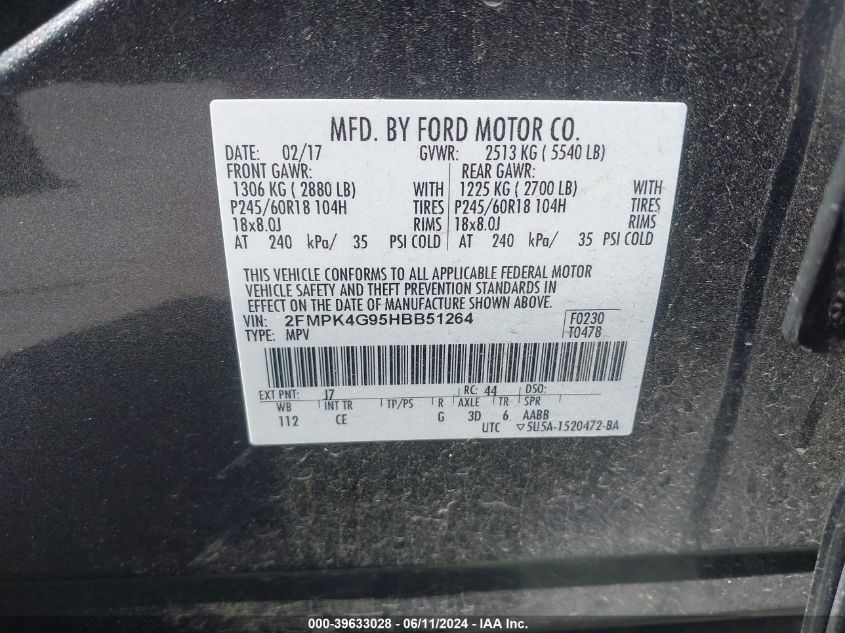 MFD. BY FORD MOTOR CO.
DATE: 02/17 GVWR: 2513 KG ( 5540 LB)
FRONT GAWR: REAR GAWR:
1306 KG ( 2880 LB) WITH 1225 KG ( 2700 LB) WITH
P245/60R18 104H TIRES P245/60R18 104H TIRES
18x8.0J RIMS 18x8.0J RIMS
AT 240 kPa/ 35 PSI COLD AT 240 kPa/ 35 PSI COLD
THIS VEHICLE CONFORMS TO ALL APPLICABLE FEDERAL MOTOR
VEHICLE SAFETY AND THEFT PREVENTION STANDARDS IN
EFFECT ON THE DATE OF MANUFACTURE SHOWN ABOVE.
VIN: 2FMPK4G95HBB51264 F0230
TYPE: MPV T0478
EXT PNT: J7 RC: 44 DSO:
WB INT TR TP/PS R AXLE TR SPR
112 CE G 3D 6 AABB
UTC ▽5U5A-1520472-BA
000-39633028 - 06/11/2024 - WWW.IAAI.COM